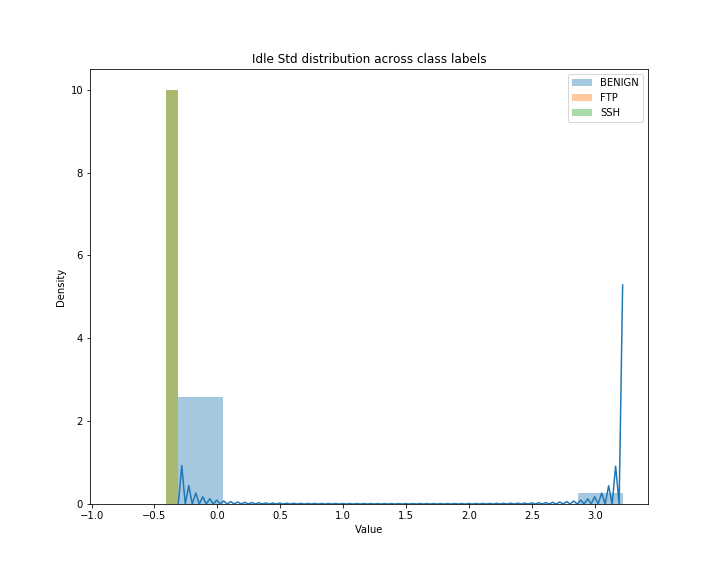 Idle Std distribution across class labels
BENIGN
FTP
SSH
Density
10
8
6
4
2
0
−1.0 −0.5 0.0 0.5 1.0 1.5 2.0 2.5 3.0
Value